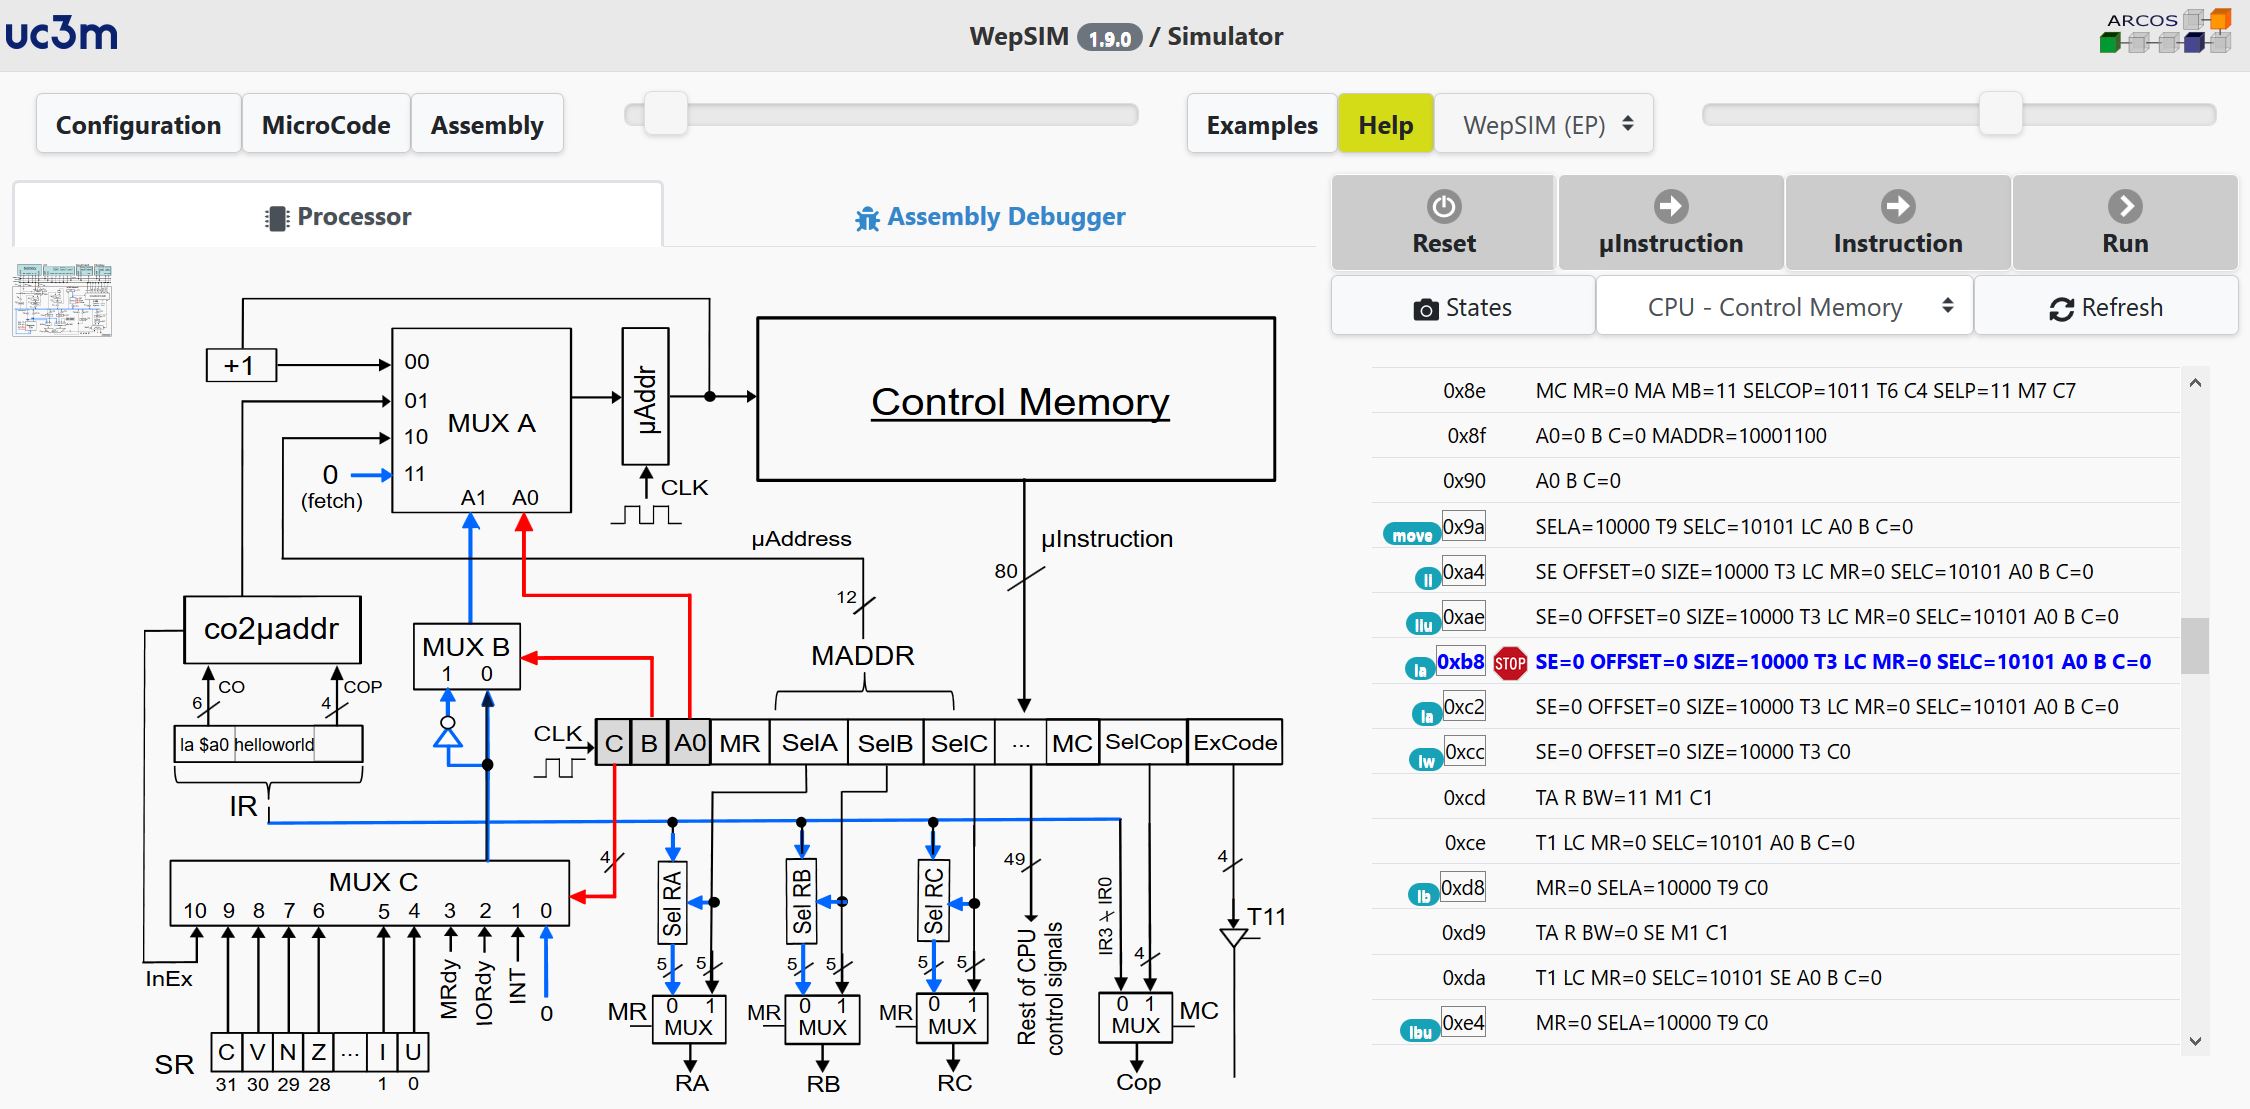 uc3m
WepSIM 1.9.0 / Simulator
ARCOS
Configuration MicroCode Assembly
Examples Help WepSIM (EP)
Processor
Assembly Debugger
Reset µInstruction Instruction Run
States CPU - Control Memory Refresh
+1
00
01
10
11
MUX A
A1 A0
0
(fetch)
µAddr
CLK
Control Memory
µAddress
µInstruction
80
12
MADDR
co2µaddr
CO
COP
6
4
MUX B
1 0
la $a0 helloworld
IR
CLK
C B A0 MR SelA SelB SelC ... MC SelCop ExCode
MUX C
10 9 8 7 6 5 4 3 2 1 0
InEx
MRdy
IORdy
INT
0
4
Sel RA
Sel RB
Sel RC
49
4
IR3 - IR0
4
T11
5 5 5 5 5 5
Rest of CPU
control signals
MR 0 1 MUX
MR 0 1 MUX
MR 0 1 MUX
0 1 MUX MC
SR C V N Z ... I U
31 30 29 28 1 0
RA RB RC Cop
0x8e MC MR=0 MA MB=11 SELCOP=1011 T6 C4 SELP=11 M7 C7
0x8f A0=0 B C=0 MADDR=10001100
0x90 A0 B C=0
move 0x9a SELA=10000 T9 SELC=10101 LC A0 B C=0
li 0xa4 SE OFFSET=0 SIZE=10000 T3 LC MR=0 SELC=10101 A0 B C=0
liu 0xae SE=0 OFFSET=0 SIZE=10000 T3 LC MR=0 SELC=10101 A0 B C=0
la 0xb8 STOP SE=0 OFFSET=0 SIZE=10000 T3 LC MR=0 SELC=10101 A0 B C=0
la 0xc2 SE=0 OFFSET=0 SIZE=10000 T3 LC MR=0 SELC=10101 A0 B C=0
lw 0xcc SE=0 OFFSET=0 SIZE=10000 T3 C0
0xcd TA R BW=11 M1 C1
0xce T1 LC MR=0 SELC=10101 A0 B C=0
lb 0xd8 MR=0 SELA=10000 T9 C0
0xd9 TA R BW=0 SE M1 C1
0xda T1 LC MR=0 SELC=10101 SE A0 B C=0
lbu 0xe4 MR=0 SELA=10000 T9 C0